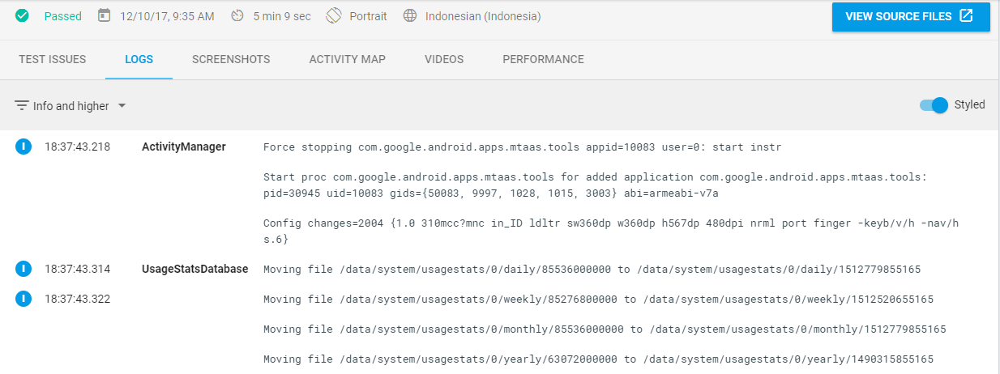 Passed 12/10/17, 9:35 AM 5 min 9 sec Portrait Indonesian (Indonesia) VIEW SOURCE FILES
TEST ISSUES LOGS SCREENSHOTS ACTIVITY MAP VIDEOS PERFORMANCE
Info and higher Styled
18:37:43.218 ActivityManager Force stopping com.google.android.apps.mtaas.tools appid=10083 user=0: start instr
Start proc com.google.android.apps.mtaas.tools for added application com.google.android.apps.mtaas.tools:
pid=30945 uid=10083 gids={50083, 9997, 1028, 1015, 3003} abi=armeabi-v7a
Config changes=2004 {1.0 310mcc?mnc in_ID ldltr sw360dp w360dp h567dp 480dpi nrml port finger -keyb/v/h -nav/h
s.6}
18:37:43.314 UsageStatsDatabase Moving file /data/system/usagestats/0/daily/85536000000 to /data/system/usagestats/0/daily/1512779855165
18:37:43.322 Moving file /data/system/usagestats/0/weekly/85276800000 to /data/system/usagestats/0/weekly/1512520655165
Moving file /data/system/usagestats/0/monthly/85536000000 to /data/system/usagestats/0/monthly/1512779855165
Moving file /data/system/usagestats/0/yearly/63072000000 to /data/system/usagestats/0/yearly/1490315855165